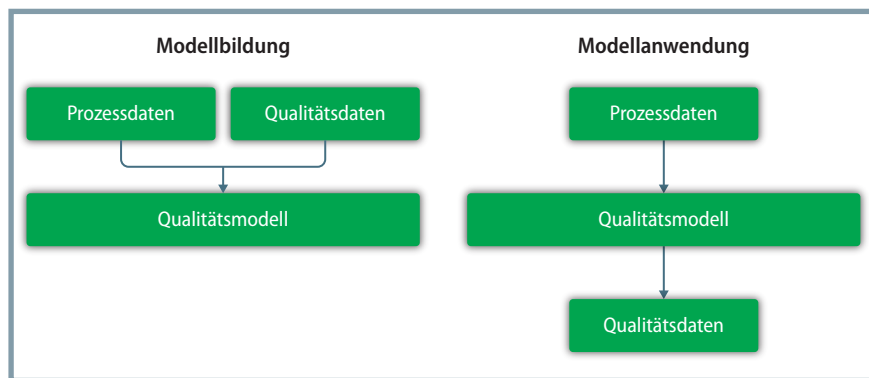 Modellbildung
Prozessdaten
Qualitätsdaten
Qualitätsmodell
Modellanwendung
Prozessdaten
Qualitätsmodell
Qualitätsdaten